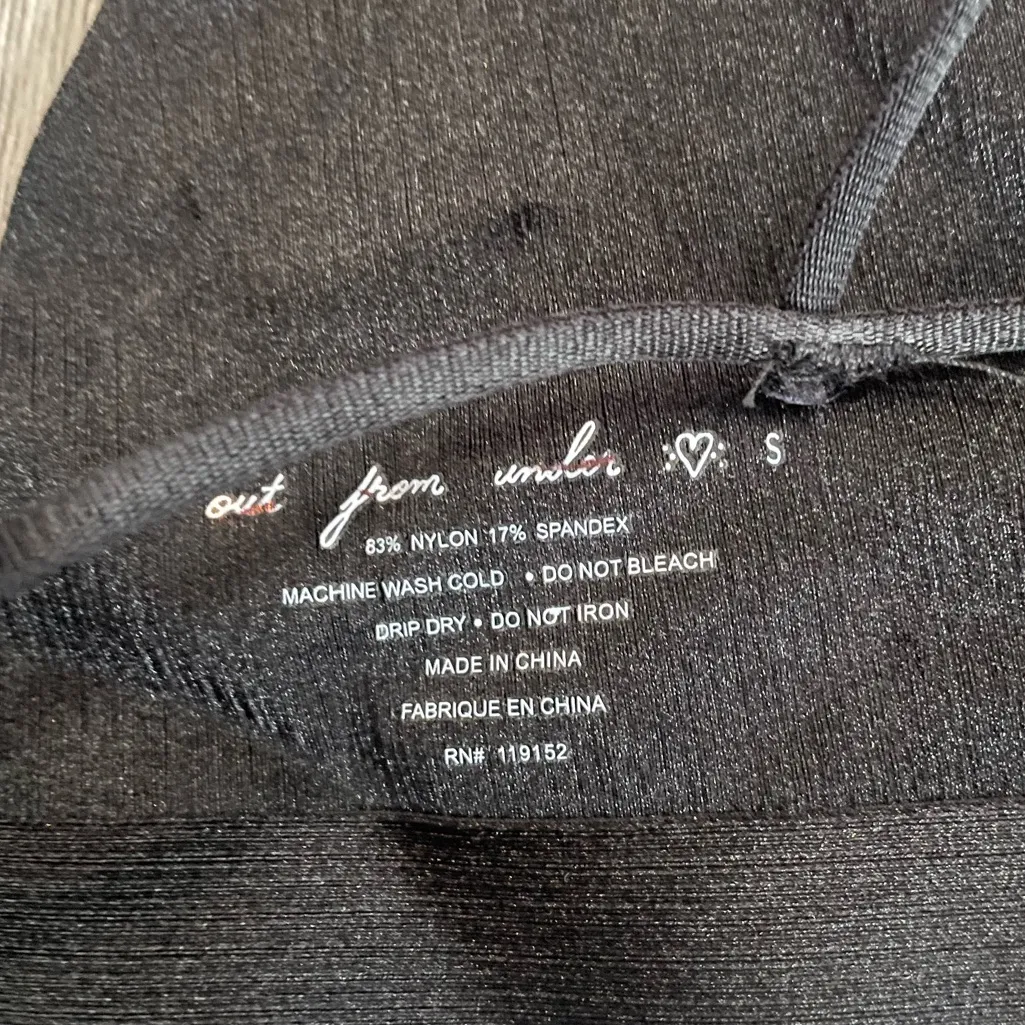 out from under S
83% NYLON 17% SPANDEX
MACHINE WASH COLD • DO NOT BLEACH
DRIP DRY • DO NOT IRON
MADE IN CHINA
FABRIQUE EN CHINA
RN# 119152